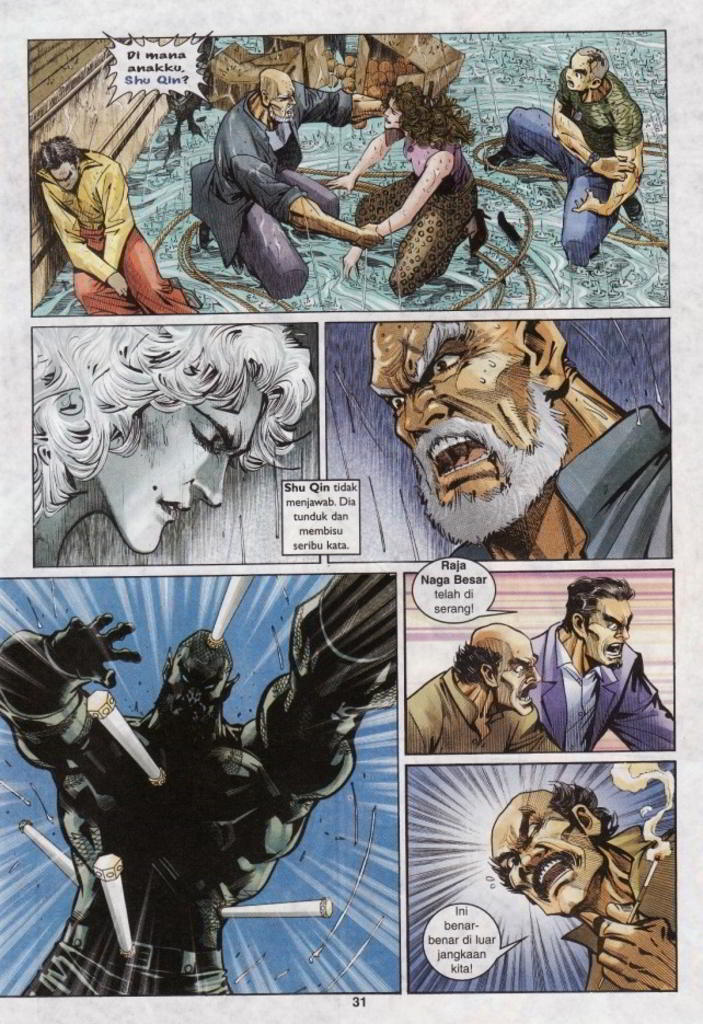 Di mana
anakku,
Shu Qin?
Shu Qin tidak
menjawab. Dia
tunduk dan
membisu
seribu kata.
Raja
Naga Besar
telah di
serang!
Ini
benar-
benar di luar
jangkaan
kita!
31